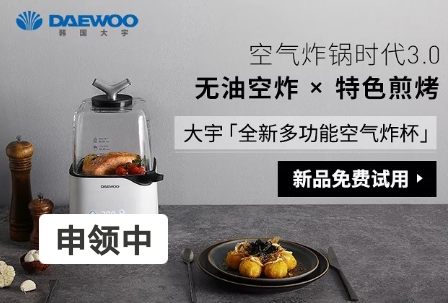 DAEWOO
韩国大宇
空气炸锅时代3.0
无油空炸 × 特色煎烤
大宇「全新多功能空气炸杯」
新品免费试用
DAEWOO
申领中